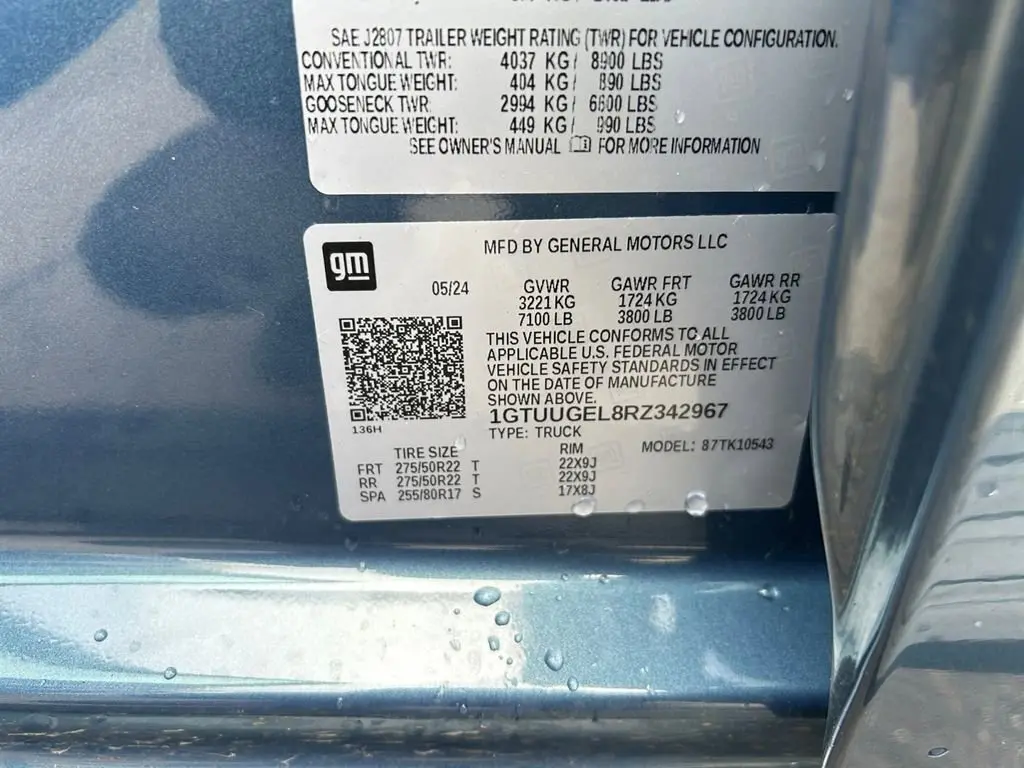 SAE J2807 TRAILER WEIGHT RATING (TWR) FOR VEHICLE CONFIGURATION.
CONVENTIONAL TWR: 4037 KG / 8900 LBS
MAX TONGUE WEIGHT: 404 KG / 890 LBS
GOOSENECK TWR: 2994 KG / 6600 LBS
MAX TONGUE WEIGHT: 449 KG / 990 LBS
SEE OWNER'S MANUAL FOR MORE INFORMATION
gm
MFD BY GENERAL MOTORS LLC
05/24 GVWR GAWR FRT GAWR RR
3221 KG 1724 KG 1724 KG
7100 LB 3800 LB 3800 LB
THIS VEHICLE CONFORMS TO ALL
APPLICABLE U.S. FEDERAL MOTOR
VEHICLE SAFETY STANDARDS IN EFFECT
ON THE DATE OF MANUFACTURE
SHOWN ABOVE.
1GTUUGEL8RZ342967
136H
TYPE: TRUCK MODEL: 87TK10543
TIRE SIZE RIM
FRT 275/50R22 T 22X9J
RR 275/50R22 T 22X9J
SPA 255/80R17 S 17X8J